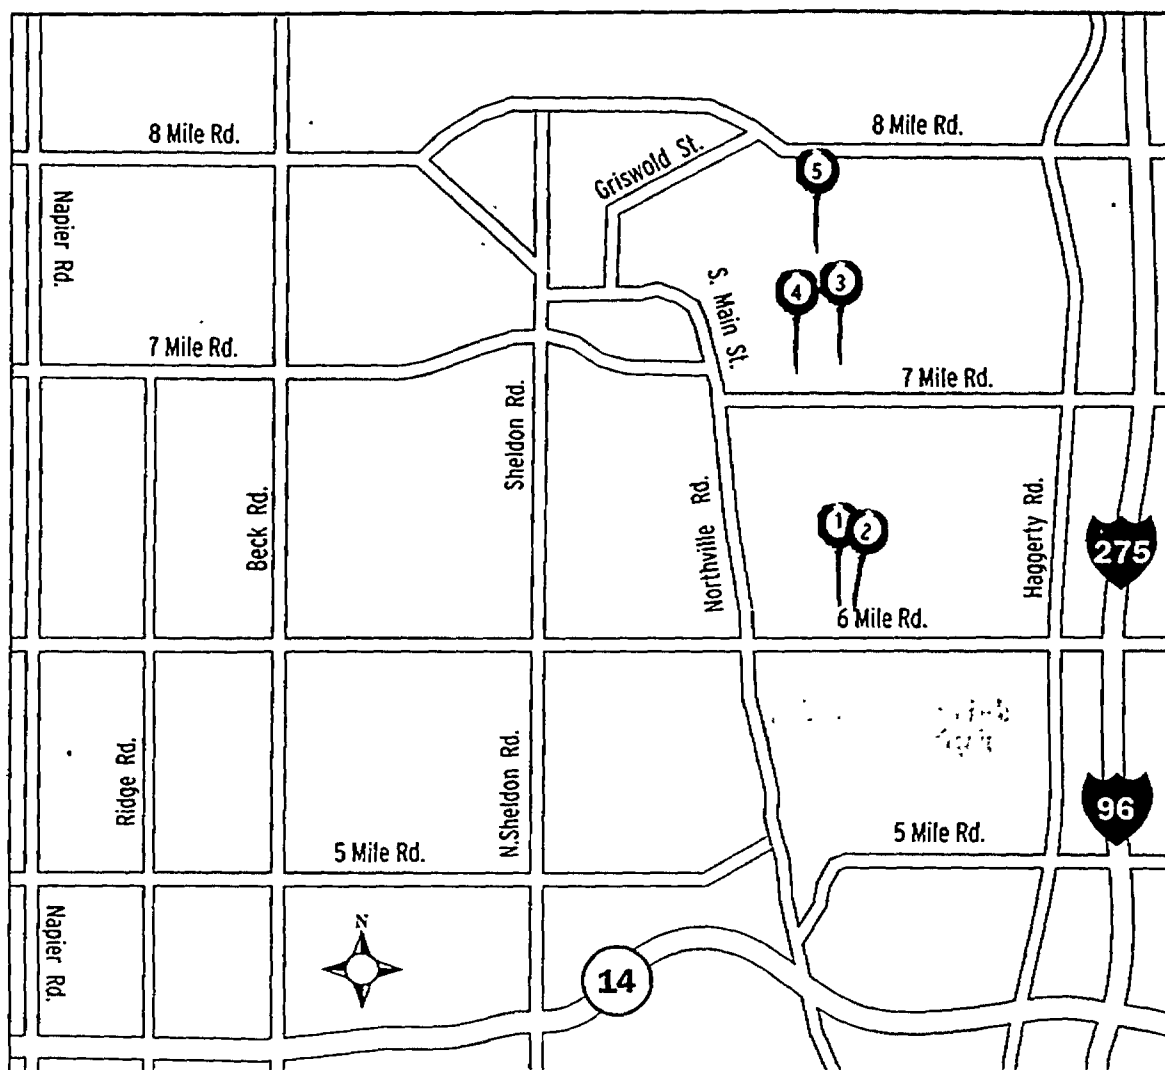 8 Mile Rd.
8 Mile Rd.
Griswold St.
5
Napier Rd.
S. Main St.
4
3
7 Mile Rd.
7 Mile Rd.
Sheldon Rd.
Beck Rd.
Northville Rd.
1
2
Haggerty Rd.
275
6 Mile Rd.
Ridge Rd.
N.Sheldon Rd.
96
5 Mile Rd.
5 Mile Rd.
Napier Rd.
N
14